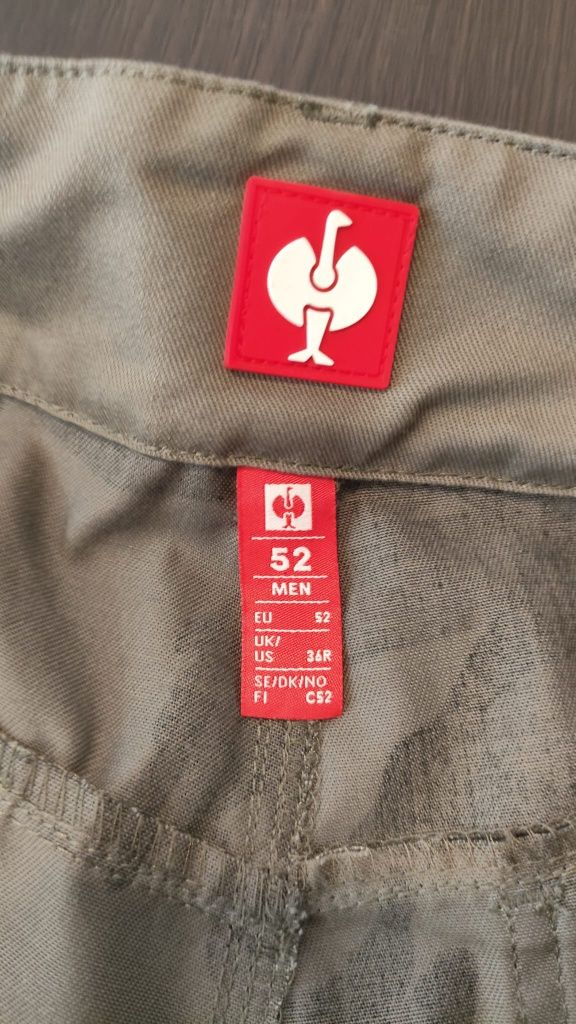 52
MEN
EU 52
UK/
US 36R
SE/DK/NO
FI C52